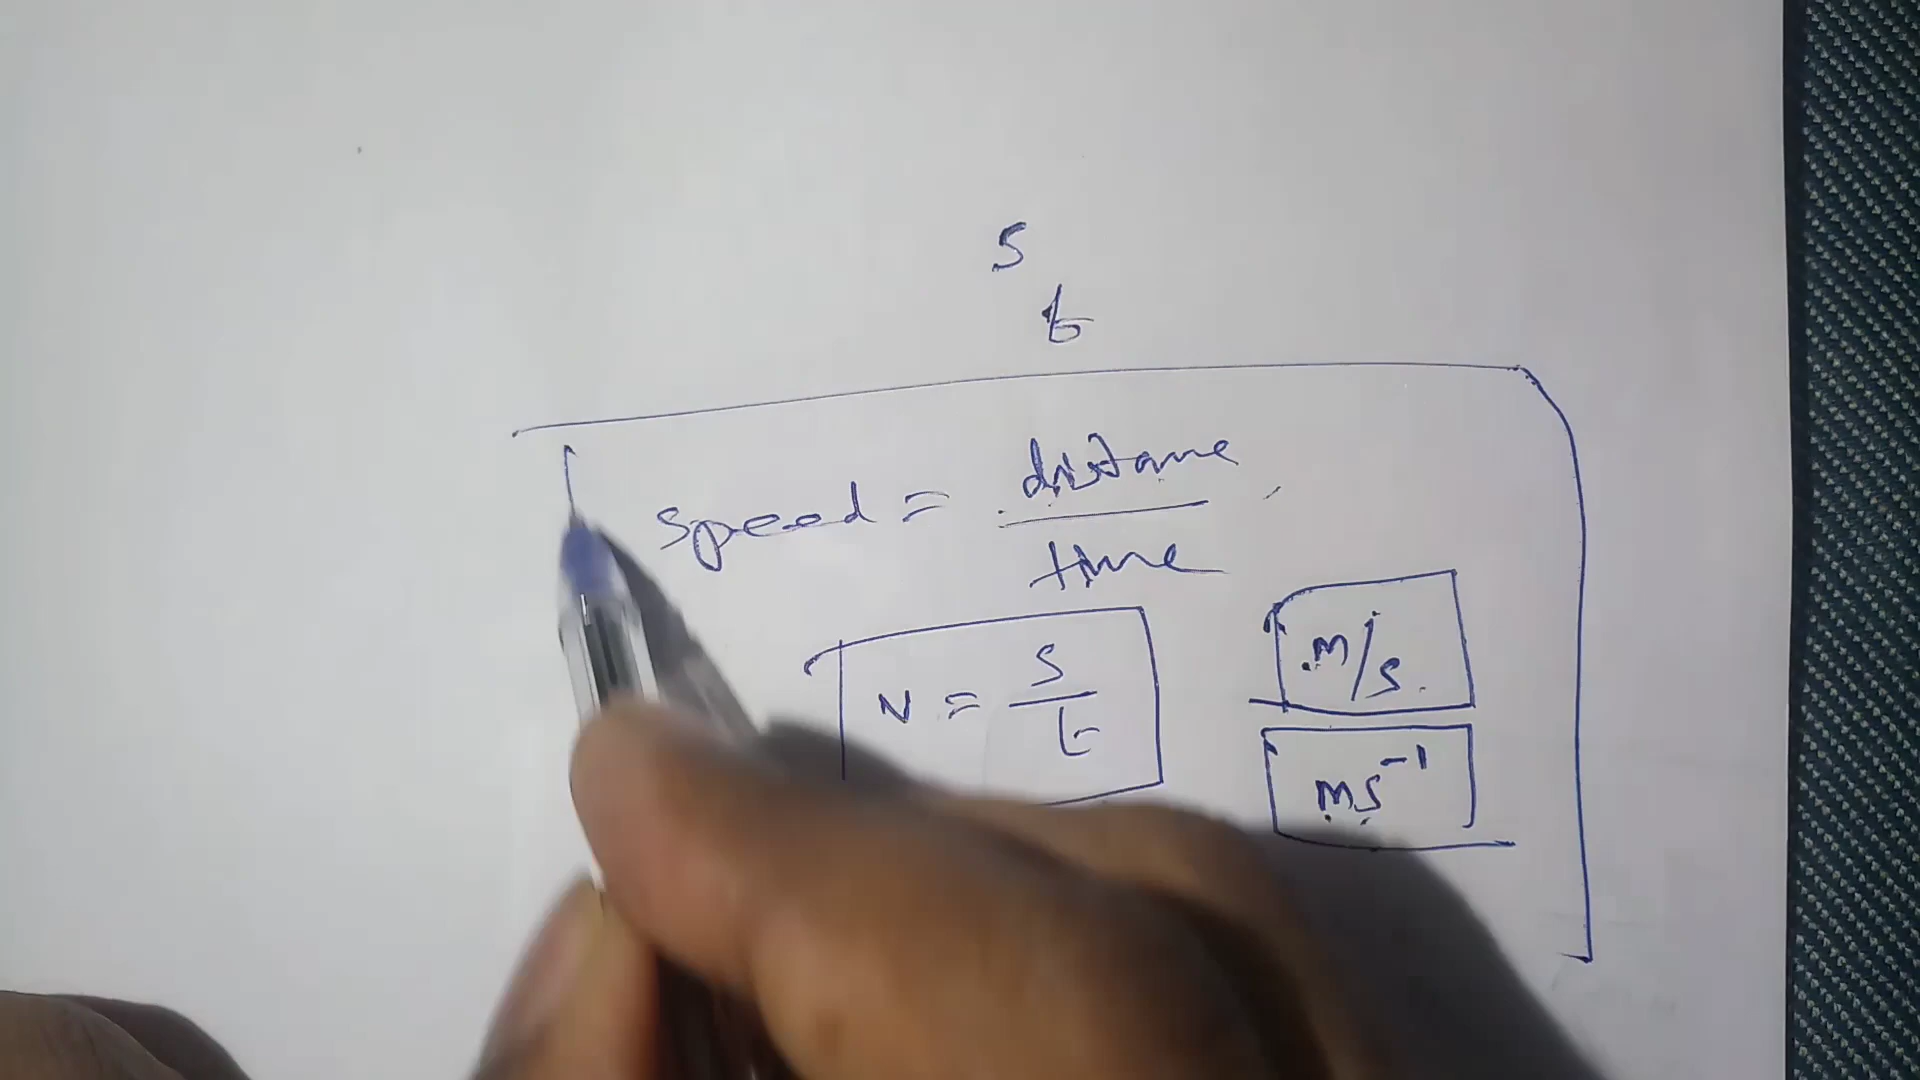 s
t
speed = distance
time
v = s/t
m/s
ms⁻¹